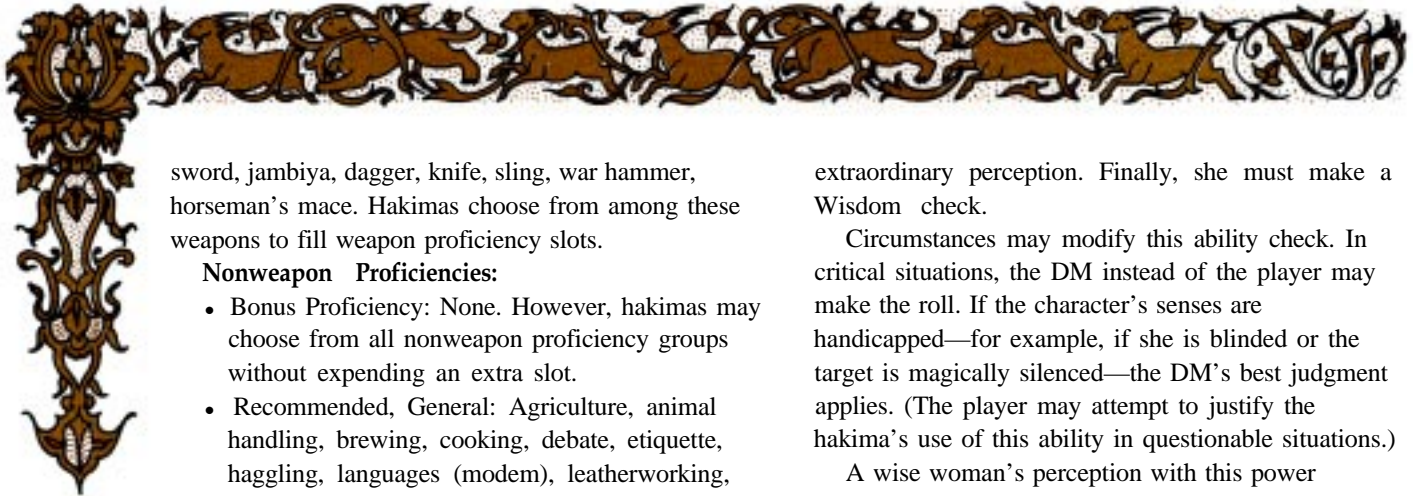 sword, jambiya, dagger, knife, sling, war hammer,
horseman's mace. Hakimas choose from among these
weapons to fill weapon proficiency slots.
Nonweapon Proficiencies:
• Bonus Proficiency: None. However, hakimas may
choose from all nonweapon proficiency groups
without expending an extra slot.
• Recommended, General: Agriculture, animal
handling, brewing, cooking, debate, etiquette,
haggling, languages (modem), leatherworking,
extraordinary perception. Finally, she must make a
Wisdom check.
Circumstances may modify this ability check. In
critical situations, the DM instead of the player may
make the roll. If the character's senses are
handicapped—for example, if she is blinded or the
target is magically silenced—the DM's best judgment
applies. (The player may attempt to justify the
hakima's use of this ability in questionable situations.)
A wise woman's perception with this power